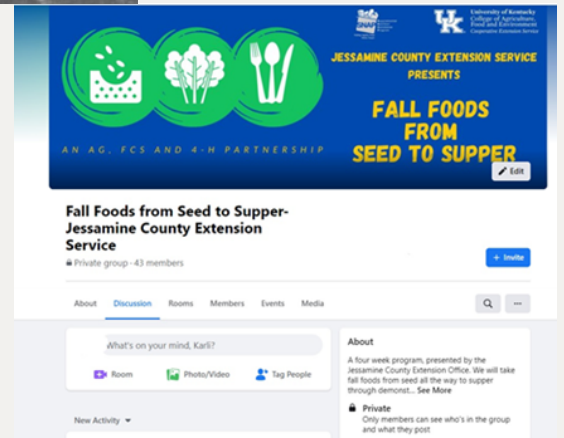 University of Kentucky
College of Agriculture,
Food and Environment
Cooperative Extension Service
JESSAMINE COUNTY EXTENSION SERVICE
PRESENTS
FALL FOODS
FROM
SEED TO SUPPER
AN AG, FCS AND 4-H PARTNERSHIP
Edit
Fall Foods from Seed to Supper-
Jessamine County Extension
Service
Private group · 43 members
+ Invite
About Discussion Rooms Members Events Media
What's on your mind, Karli?
Room Photo/Video Tag People
New Activity
About
A four week program, presented by the
Jessamine County Extension Office. We will take
fall foods from seed all the way to supper
through demonst... See More
Private
Only members can see who's in the group
and what they post